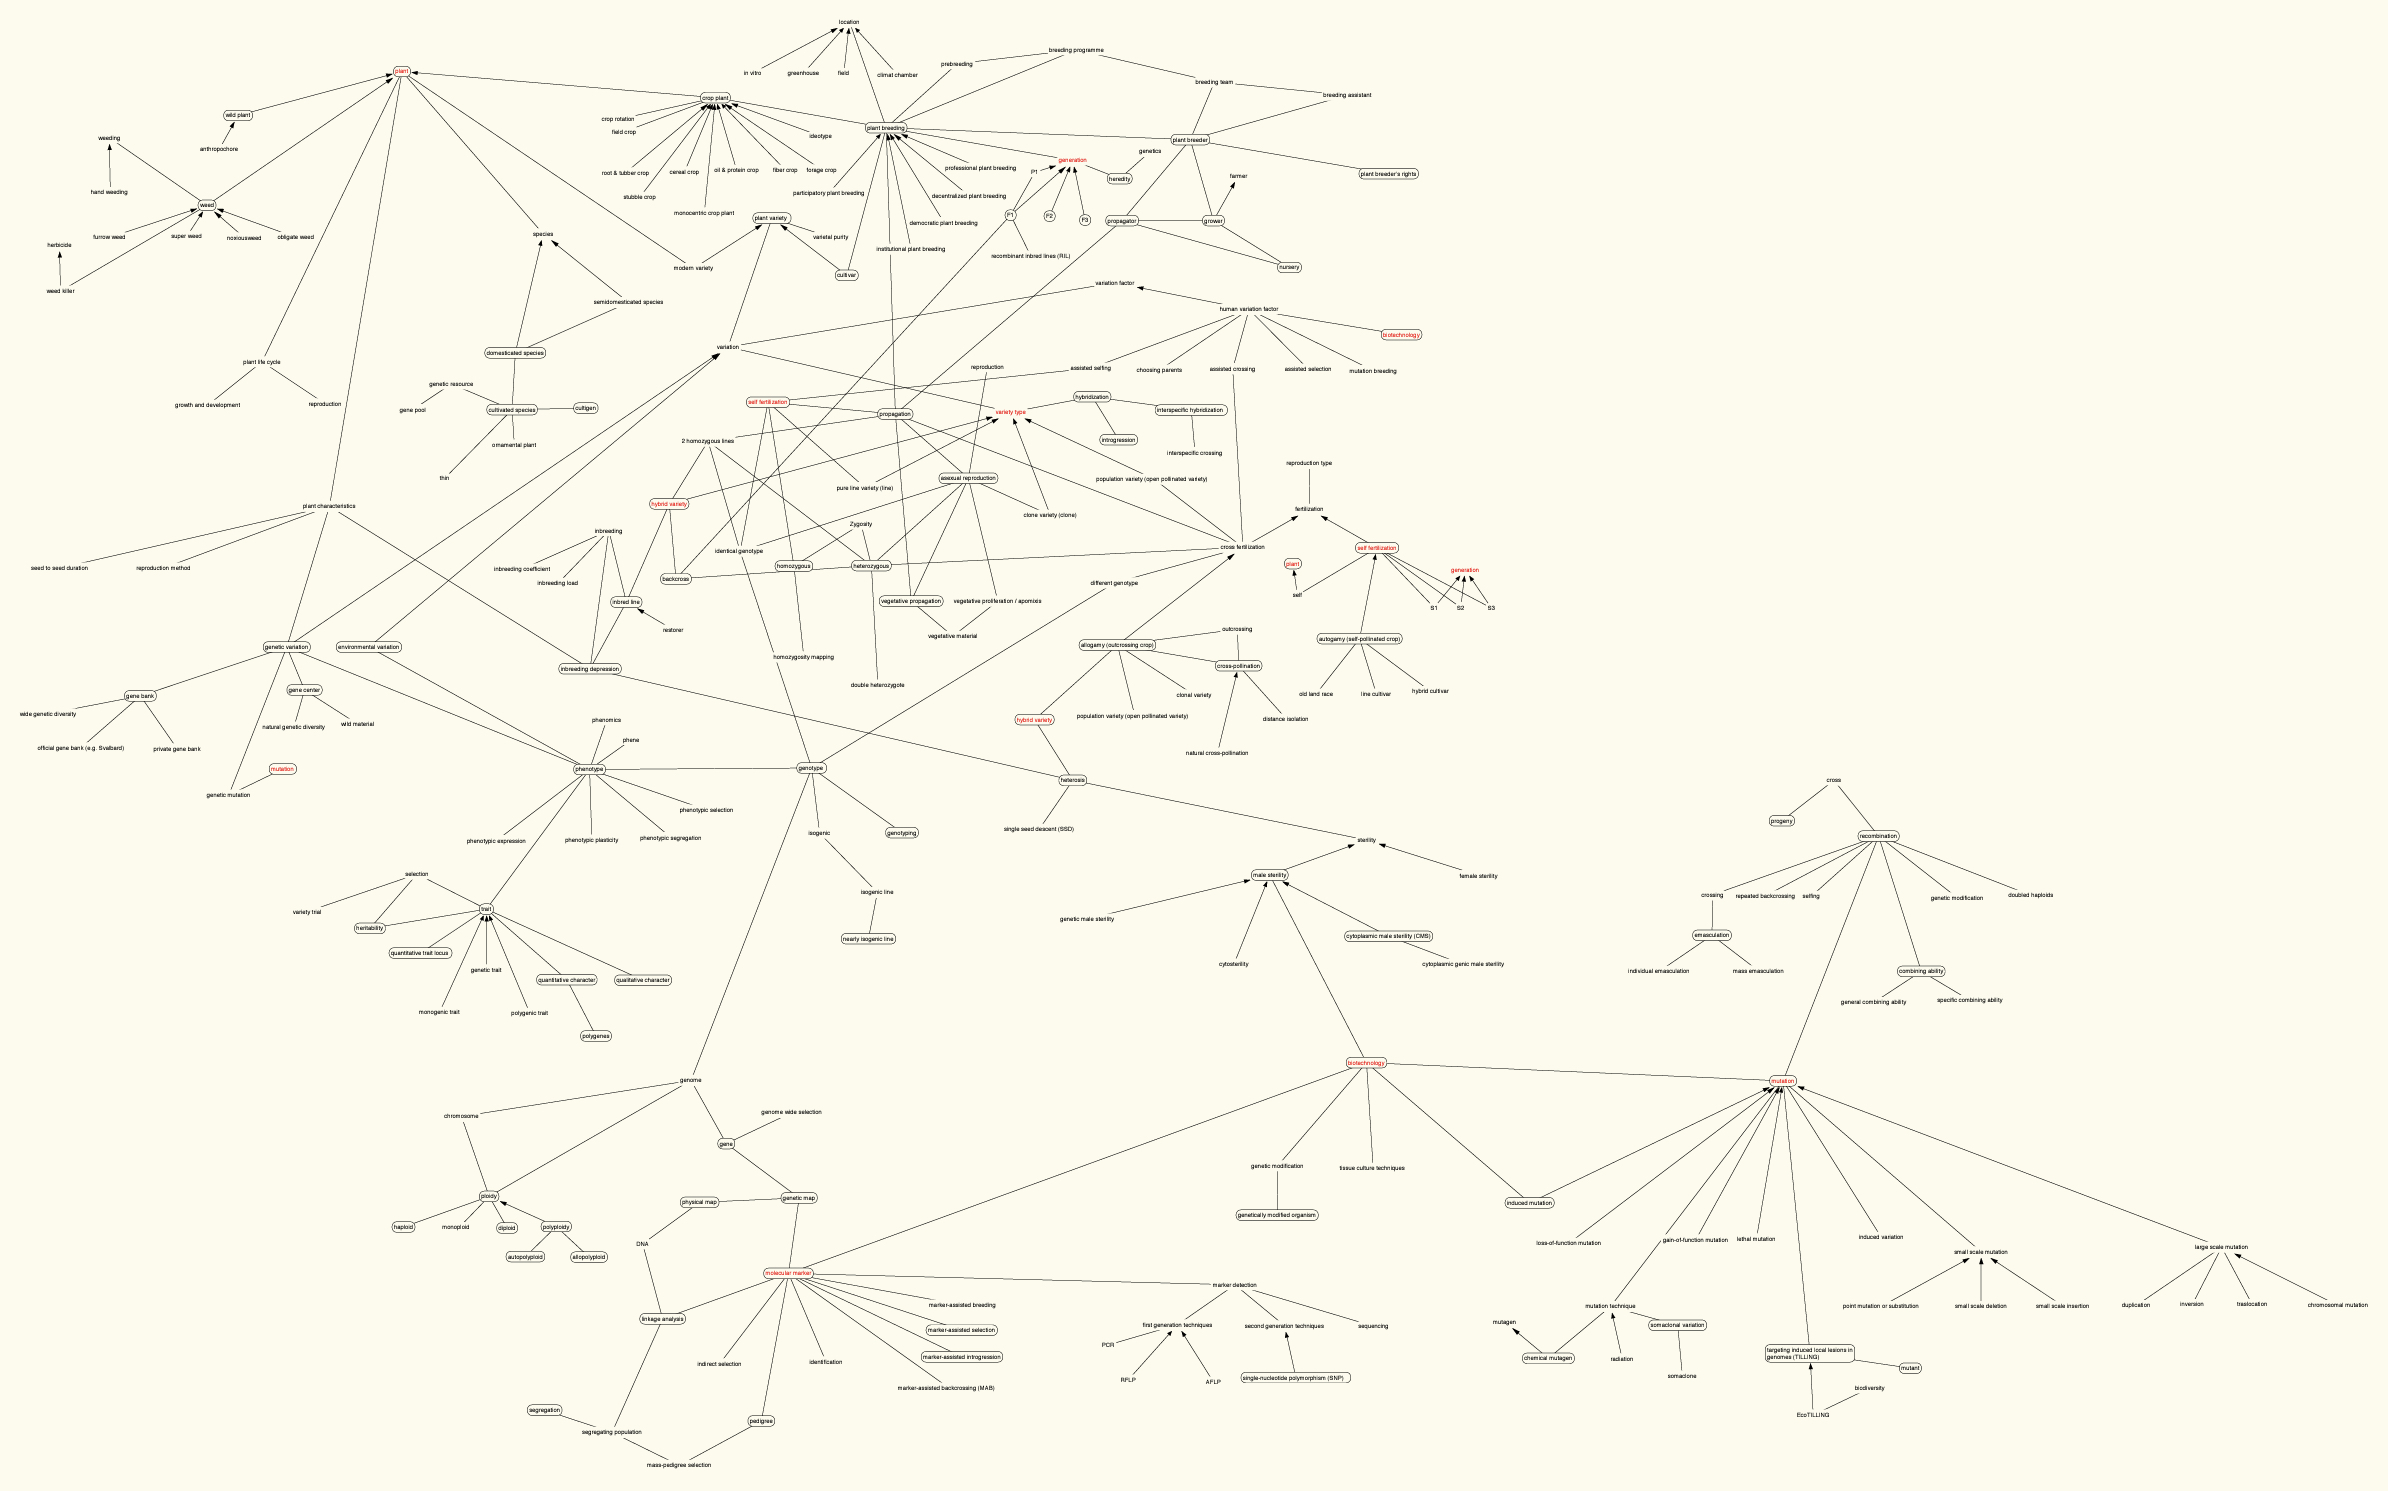 location
breeding programme
prebreeding
plant
in vitro
greenhouse
field
climat chamber
breeding team
breeding assistant
crop plant
wild plant
crop rotation
field crop
ideotype
plant breeding
weeding
anthropochore
plant breeder
genetics
generation
root & tubber crop
cereal crop
oil & protein crop
fiber crop
forage crop
professional plant breeding
P1
heredity
plant breeder's rights
farmer
hand weeding
stubble crop
participatory plant breeding
decentralized plant breeding
weed
monocentric crop plant
plant variety
democratic plant breeding
F1
F2
F3
propagator
grower
furrow weed
super weed
noxiousweed
obligate weed
species
varietal purity
herbicide
institutional plant breeding
recombinant inbred lines (RIL)
modern variety
cultivar
nursery
weed killer
variation factor
semidomesticated species
human variation factor
biotechnology
variation
domesticated species
plant life cycle
reproduction
assisted selfing
choosing parents
assisted crossing
assisted selection
mutation breeding
genetic resource
growth and development
reproduction
gene pool
cultivated species
cultigen
self fertilization
propagation
variety type
hybridization
interspecific hybridization
introgression
2 homozygous lines
ornamental plant
interspecific crossing
reproduction type
thin
asexual reproduction
population variety (open pollinated variety)
pure line variety (line)
plant characteristics
hybrid variety
clone variety (clone)
fertilization
inbreeding
Zygosity
identical genotype
cross fertilization
self fertilization
seed to seed duration
reproduction method
inbreeding coefficient
inbreeding load
backcross
homozygous
heterozygous
different genotype
plant
generation
self
S1
S2
S3
inbred line
vegetative propagation
vegetative proliferation / apomixis
restorer
vegetative material
outcrossing
autogamy (self-pollinated crop)
genetic variation
environmental variation
allogamy (outcrossing crop)
homozygosity mapping
inbreeding depression
cross-pollination
double heterozygote
gene bank
gene center
clonal variety
old land race
line cultivar
hybrid cultivar
wide genetic diversity
natural genetic diversity
wild material
phenomics
hybrid variety
population variety (open pollinated variety)
distance isolation
official gene bank (e.g. Svalbard)
private gene bank
phene
natural cross-pollination
mutation
phenotype
genotype
heterosis
cross
genetic mutation
phenotypic selection
progeny
phenotypic expression
phenotypic plasticity
phenotypic segregation
isogenic
genotyping
single seed descent (SSD)
sterility
recombination
selection
male sterility
female sterility
variety trial
trait
isogenic line
crossing
repeated backcrossing
selfing
genetic modification
doubled haploids
heritability
genetic male sterility
nearly isogenic line
cytoplasmic male sterility (CMS)
emasculation
quantitative trait locus
genetic trait
quantitative character
qualitative character
cytosterility
cytoplasmic genic male sterility
individual emasculation
mass emasculation
combining ability
monogenic trait
polygenic trait
general combining ability
specific combining ability
polygenes
biotechnology
genome
mutation
chromosome
genome wide selection
gene
genetic modification
tissue culture techniques
ploidy
physical map
genetic map
induced mutation
haploid
monoploid
diploid
polyploidy
genetically modified organism
DNA
loss-of-function mutation
gain-of-function mutation
lethal mutation
induced variation
small scale mutation
large scale mutation
autopolyploid
allopolyploid
molecular marker
marker detection
marker-assisted breeding
point mutation or substitution
small scale deletion
small scale insertion
duplication
inversion
traslocation
chromosomal mutation
mutation technique
linkage analysis
marker-assisted selection
first generation techniques
second generation techniques
sequencing
mutagen
somaclonal variation
PCR
marker-assisted introgression
chemical mutagen
radiation
targeting induced local lesions in
genomes (TILLING)
mutant
indirect selection
identification
somaclone
RFLP
AFLP
single-nucleotide polymorphism (SNP)
marker-assisted backcrossing (MAB)
biodiversity
segregation
pedigree
EcoTILLING
segregating population
mass-pedigree selection